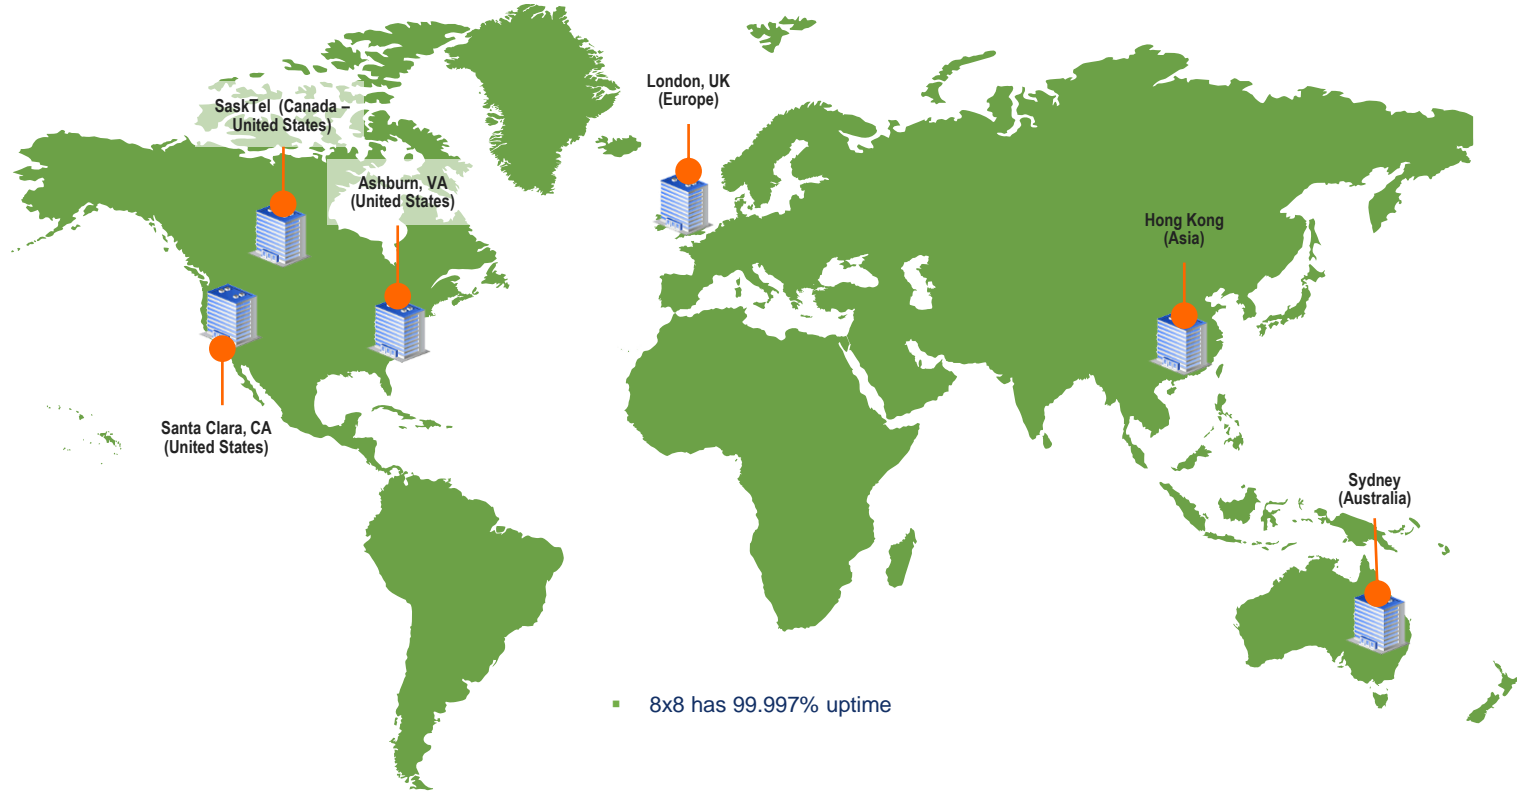 London, UK
(Europe)
SaskTel (Canada –
United States)
Ashburn, VA
(United States)
Hong Kong
(Asia)
Santa Clara, CA
(United States)
Sydney
(Australia)
▪ 8x8 has 99.997% uptime